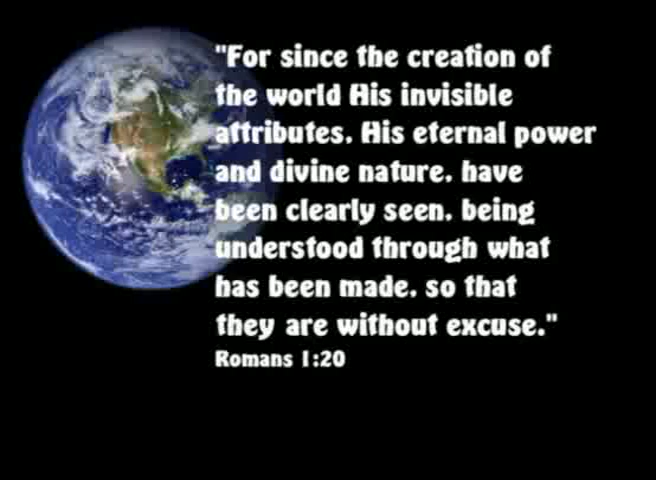 "For since the creation of
the world His invisible
attributes, His eternal power
and divine nature, have
been clearly seen, being
understood through what
has been made, so that
they are without excuse."
Romans 1:20